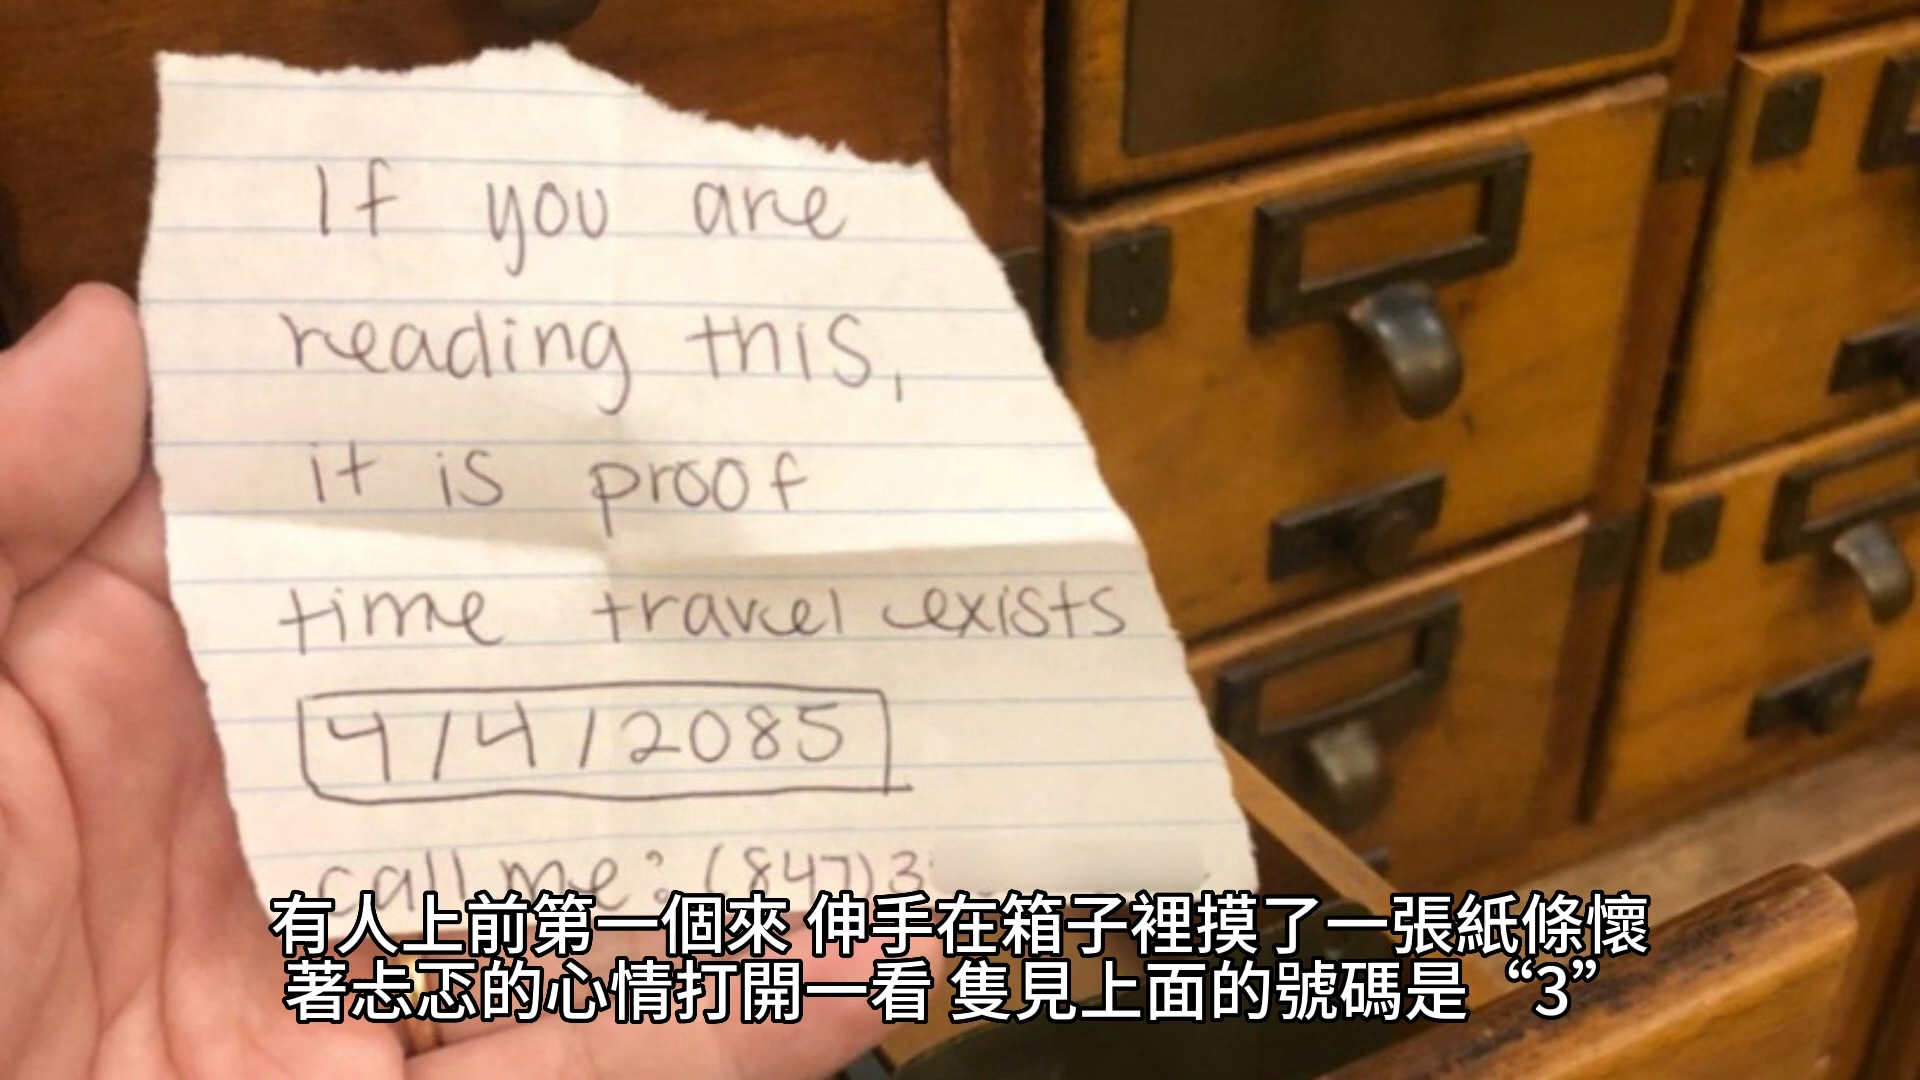 If you are
reading this,
it is proof
time travel exists
4/4/2085
call me: (847)3
有人上前第一個來 伸手在箱子裡摸了一張紙條懷
著忐忑的心情打開一看 隻見上面的號碼是“3”